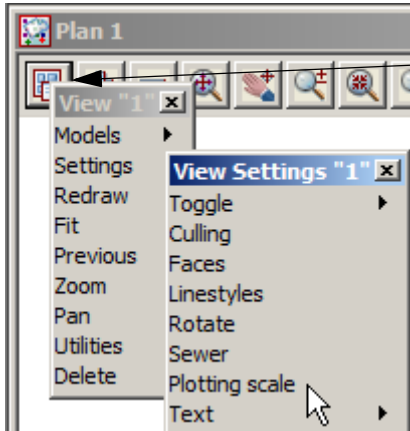 Plan 1
View "1"
Models
Settings
Redraw
Fit
Previous
Zoom
Pan
Utilities
Delete
View Settings "1"
Toggle
Culling
Faces
Linestyles
Rotate
Sewer
Plotting scale
Text